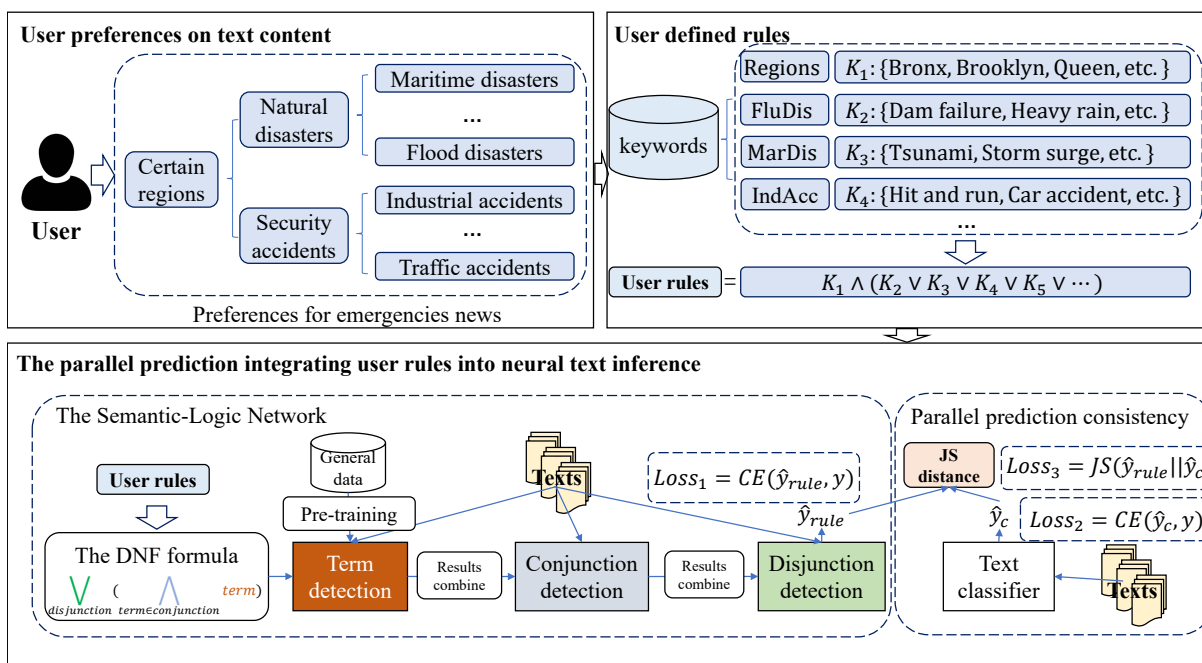 User preferences on text content
User
Certain
regions
Natural
disasters
Security
accidents
Maritime disasters
...
Flood disasters
Industrial accidents
...
Traffic accidents
Preferences for emergencies news
User defined rules
keywords
Regions
K₁: {Bronx, Brooklyn, Queen, etc. }
FluDis
K₂: {Dam failure, Heavy rain, etc. }
MarDis
K₃: {Tsunami, Storm surge, etc. }
IndAcc
K₄: {Hit and run, Car accident, etc. }
...
User rules = K₁ ∧ (K₂ ∨ K₃ ∨ K₄ ∨ K₅ ∨ ⋯ )
The parallel prediction integrating user rules into neural text inference
The Semantic-Logic Network
User rules
The DNF formula
⋁ ( ⋀ term)
disjunction term∈conjunction
General
data
Pre-training
Term
detection
Results
combine
Texts
Conjunction
detection
Results
combine
Loss₁ = CE(ŷ_rule, y)
ŷ_rule
Disjunction
detection
Parallel prediction consistency
JS
distance
Loss₃ = JS(ŷ_rule||ŷ_c
ŷ_c
Loss₂ = CE(ŷ_c, y)
Text
classifier
Texts